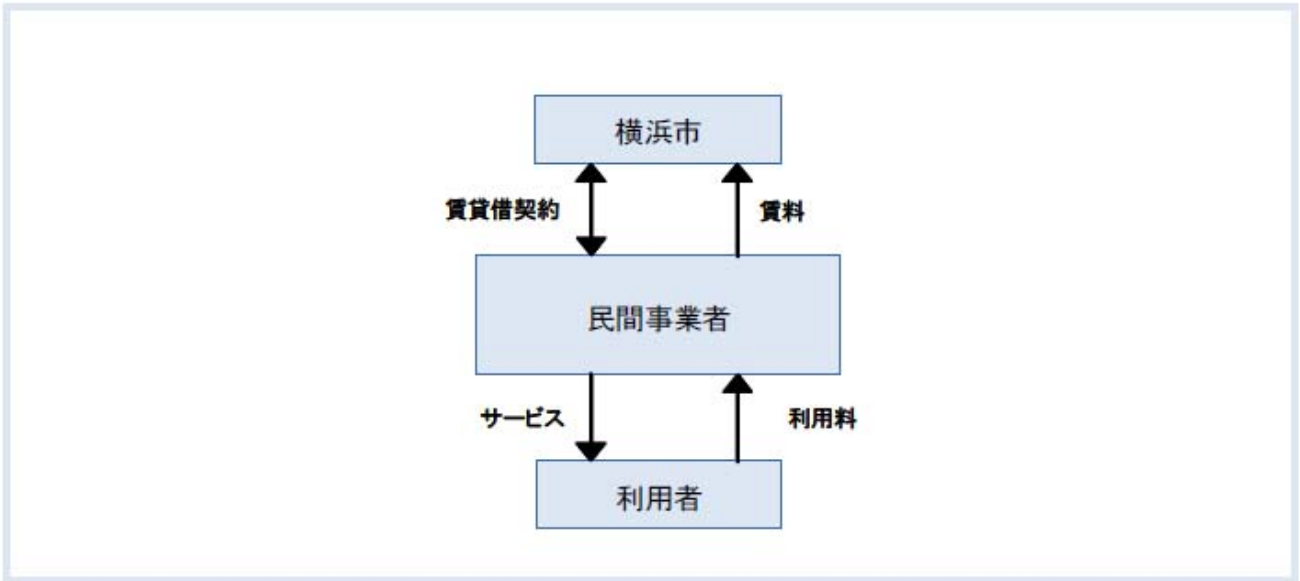 横浜市
賃貸借契約
賃料
民間事業者
サービス
利用料
利用者